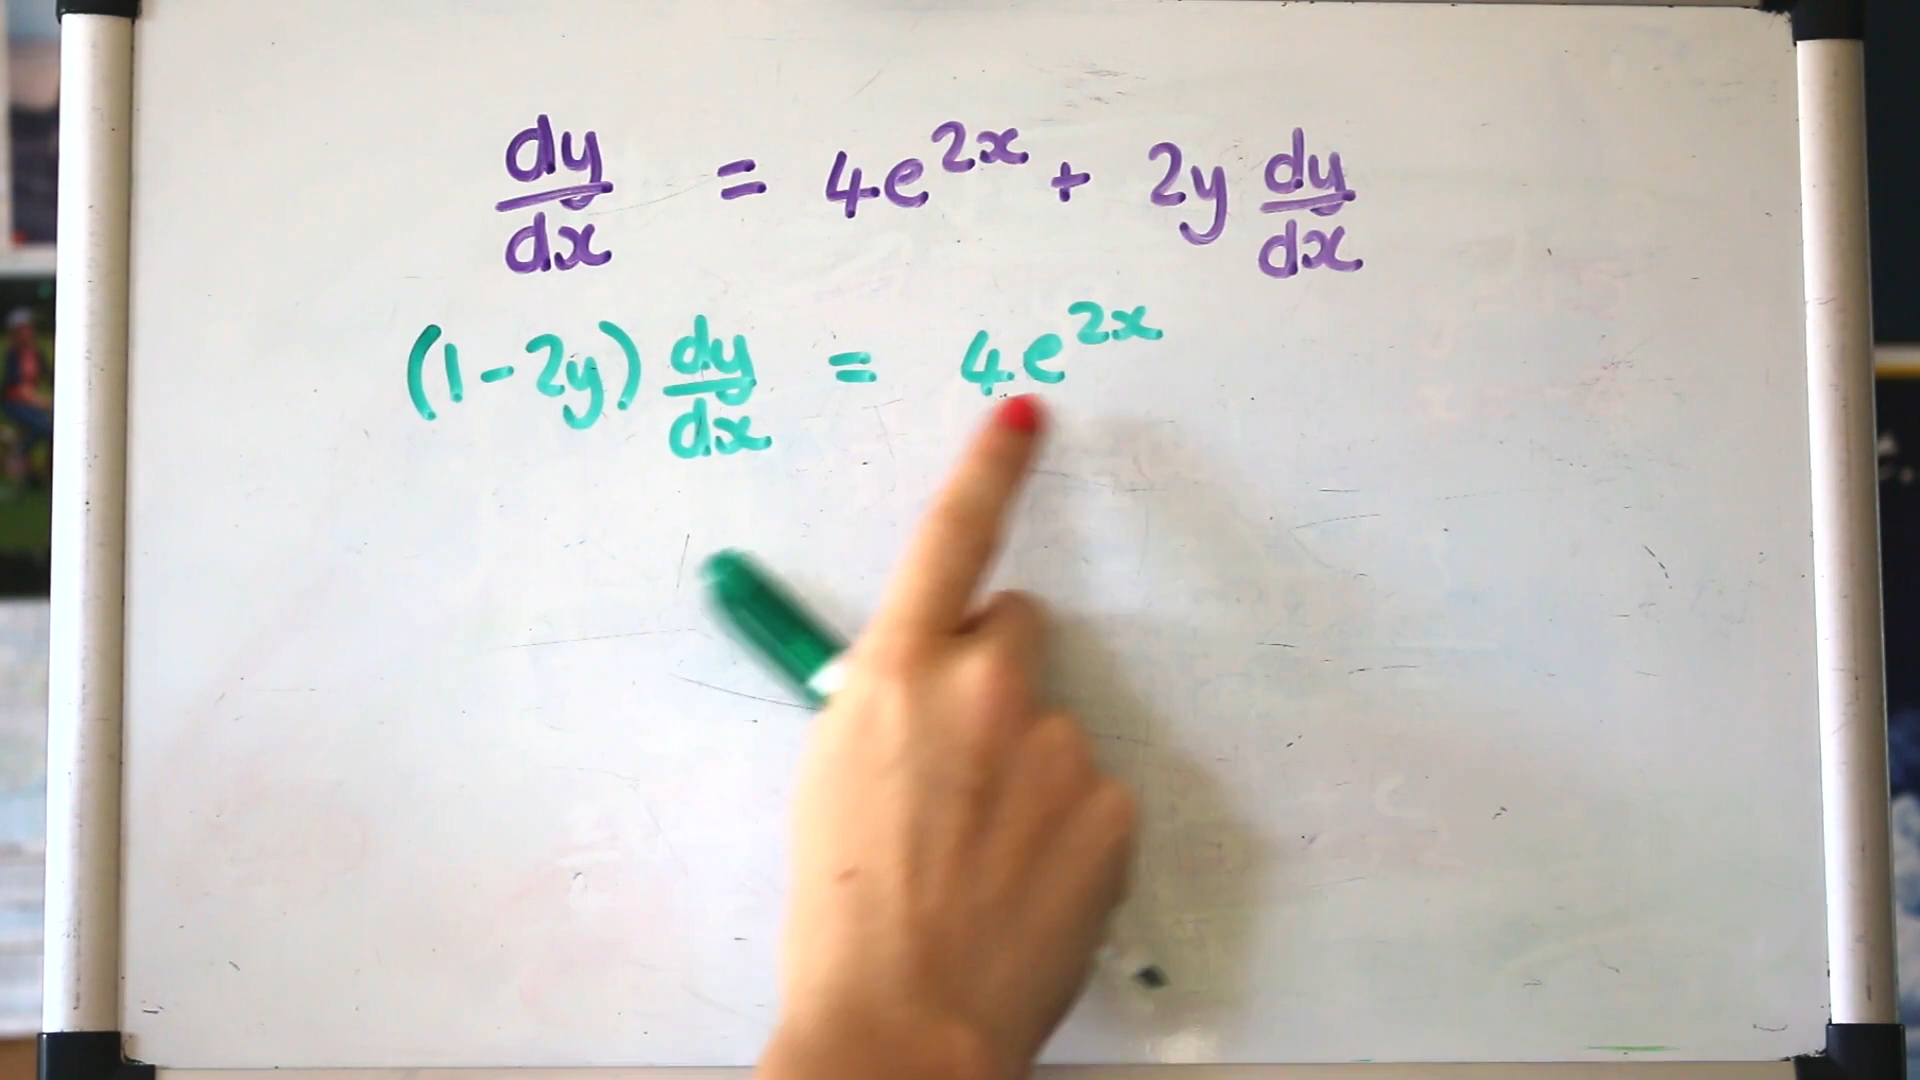 dy/dx = 4e^{2x} + 2y dy/dx
(1-2y) dy/dx = 4e^{2x}